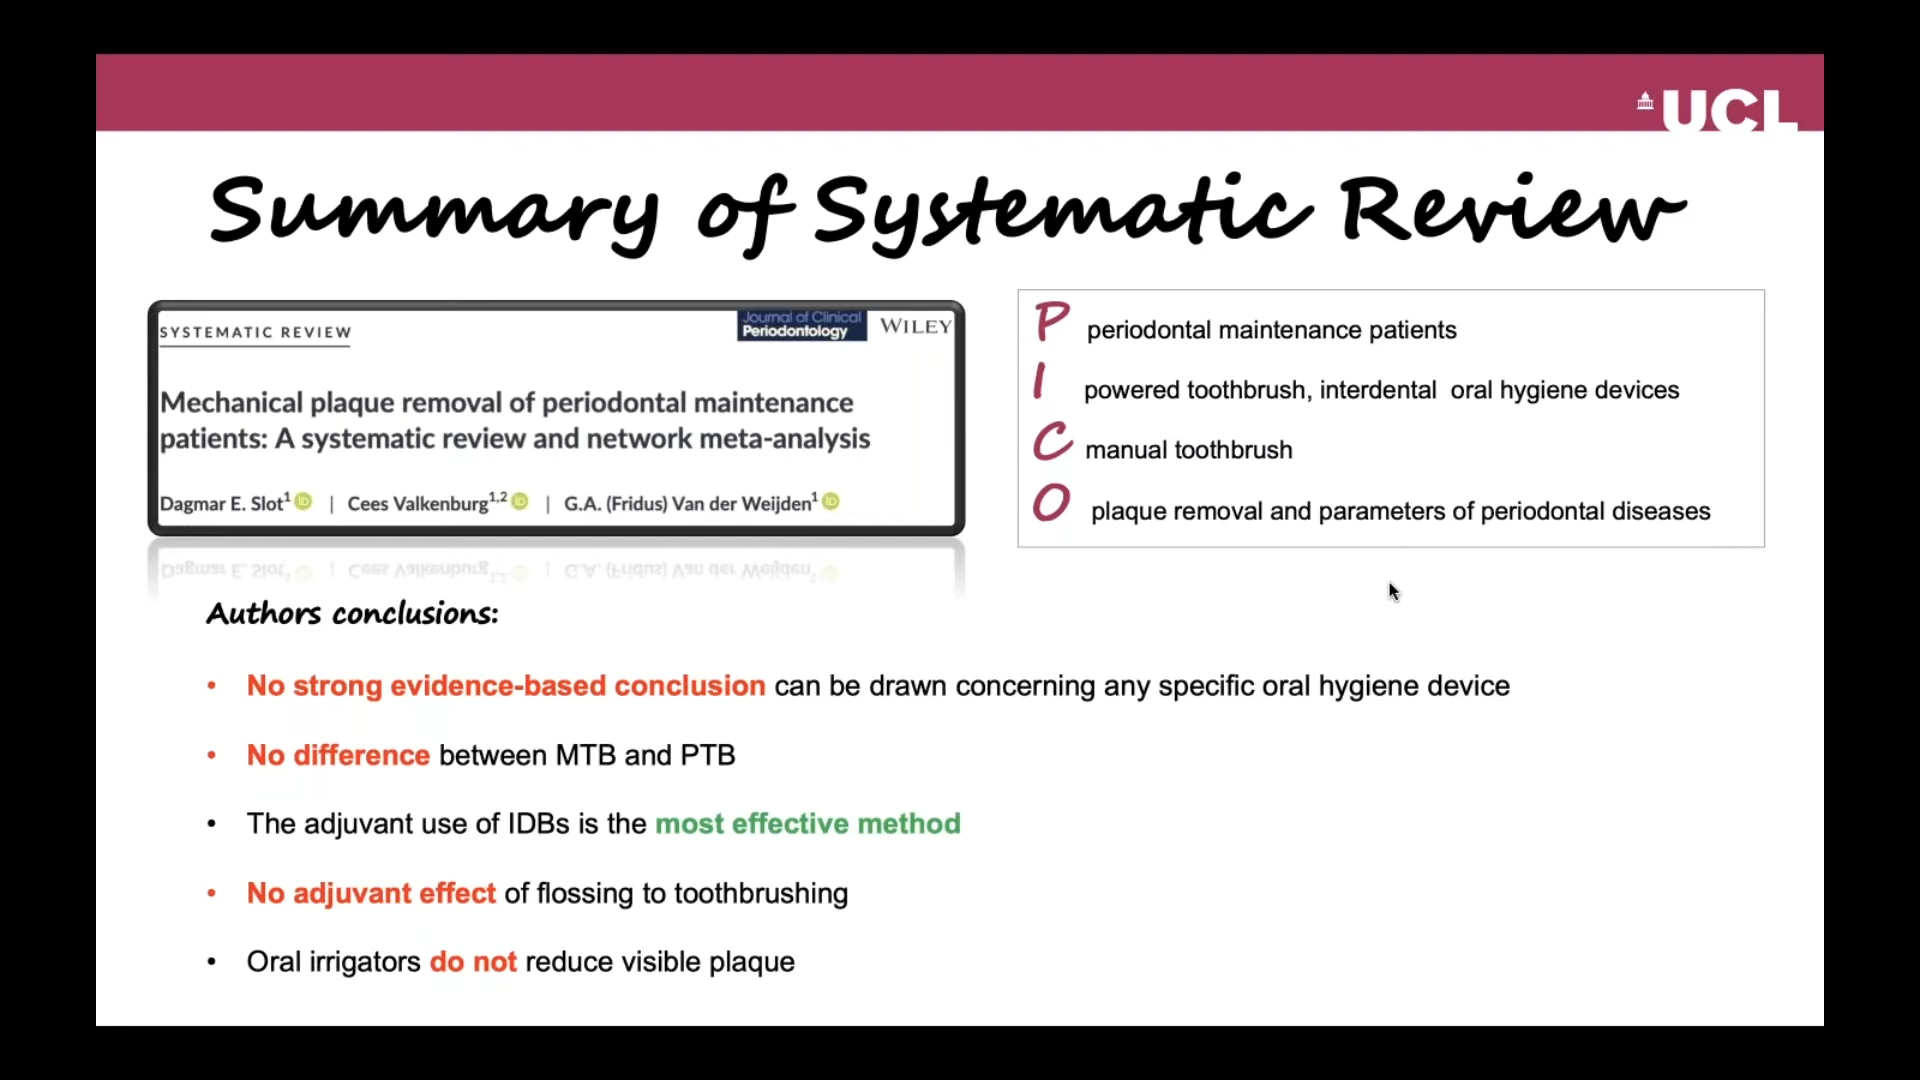 UCL
Summary of Systematic Review
SYSTEMATIC REVIEW
Journal of Clinical
Periodontology
WILEY
Mechanical plaque removal of periodontal maintenance
patients: A systematic review and network meta-analysis
Dagmar E. Slot1 iD | Cees Valkenburg1,2 iD | G.A. (Fridus) Van der Weijden1 iD
P periodontal maintenance patients
I powered toothbrush, interdental oral hygiene devices
C manual toothbrush
O plaque removal and parameters of periodontal diseases
Authors conclusions:
• No strong evidence-based conclusion can be drawn concerning any specific oral hygiene device
• No difference between MTB and PTB
• The adjuvant use of IDBs is the most effective method
• No adjuvant effect of flossing to toothbrushing
• Oral irrigators do not reduce visible plaque